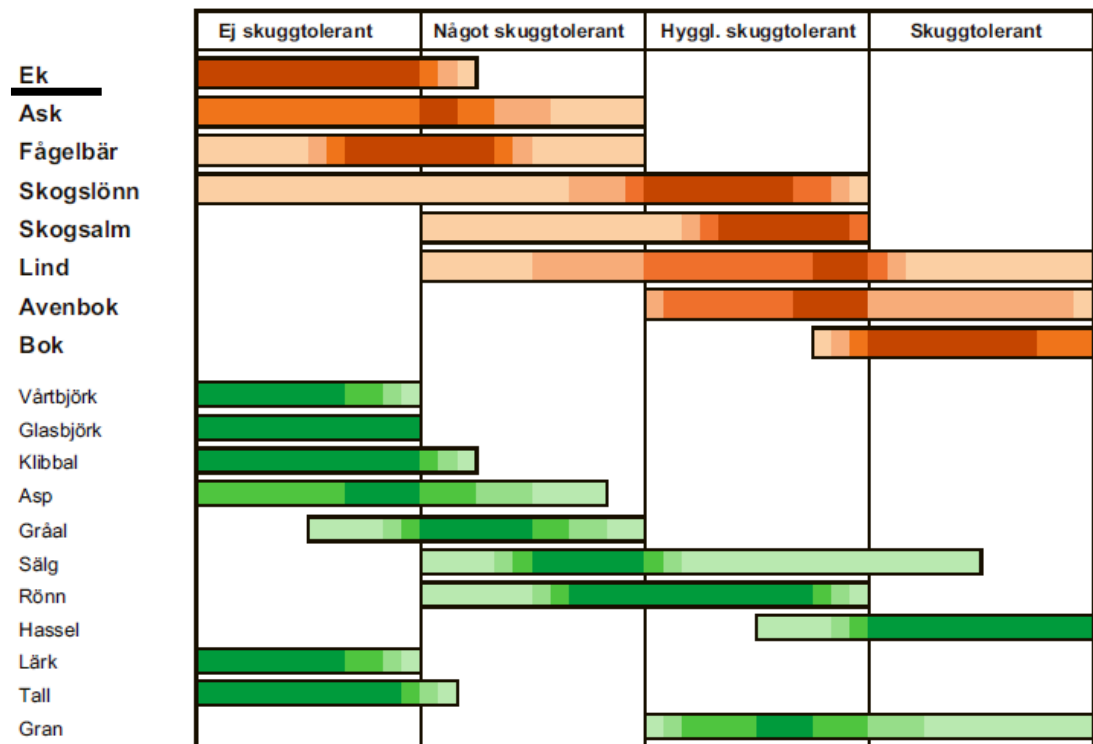 Ej skuggtolerant Något skuggtolerant Hyggl. skuggtolerant Skuggtolerant
Ek
Ask
Fågelbär
Skogslönn
Skogsalm
Lind
Avenbok
Bok
Vårtbjörk
Glasbjörk
Klibbal
Asp
Gråal
Sälg
Rönn
Hassel
Lärk
Tall
Gran